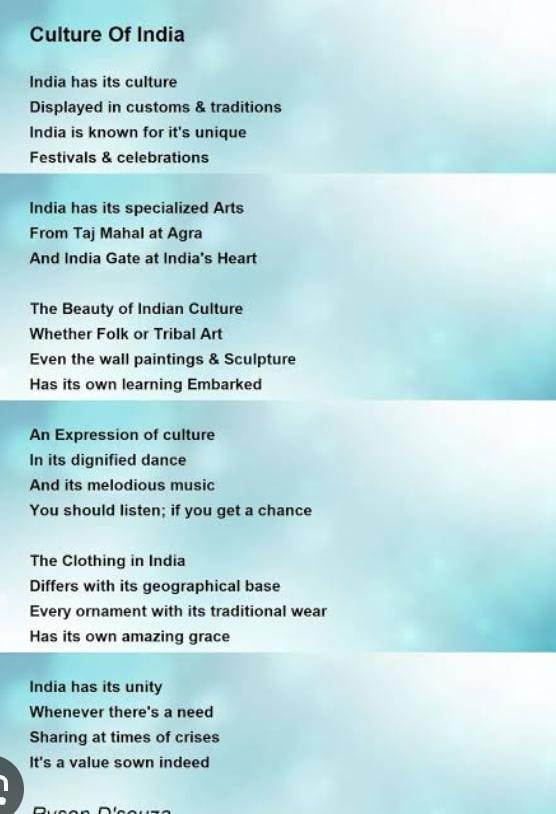 Culture Of India
India has its culture
Displayed in customs & traditions
India is known for it's unique
Festivals & celebrations
India has its specialized Arts
From Taj Mahal at Agra
And India Gate at India's Heart
The Beauty of Indian Culture
Whether Folk or Tribal Art
Even the wall paintings & Sculpture
Has its own learning Embarked
An Expression of culture
In its dignified dance
And its melodious music
You should listen; if you get a chance
The Clothing in India
Differs with its geographical base
Every ornament with its traditional wear
Has its own amazing grace
India has its unity
Whenever there's a need
Sharing at times of crises
It's a value sown indeed
D'souza